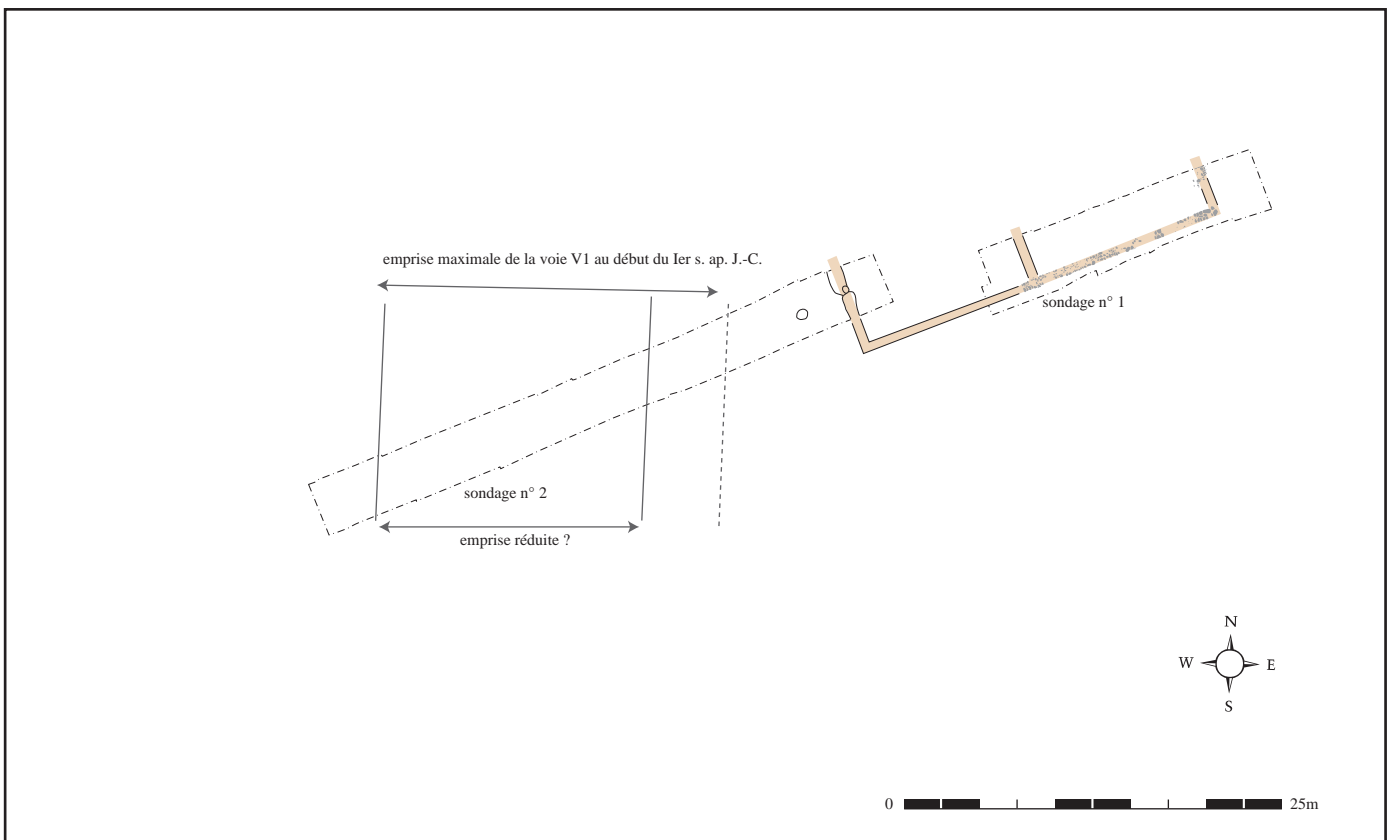 emprise maximale de la voie V1 au début du Ier s. ap. J.-C.
sondage n° 1
sondage n° 2
emprise réduite ?
N
W
E
S
0
25m